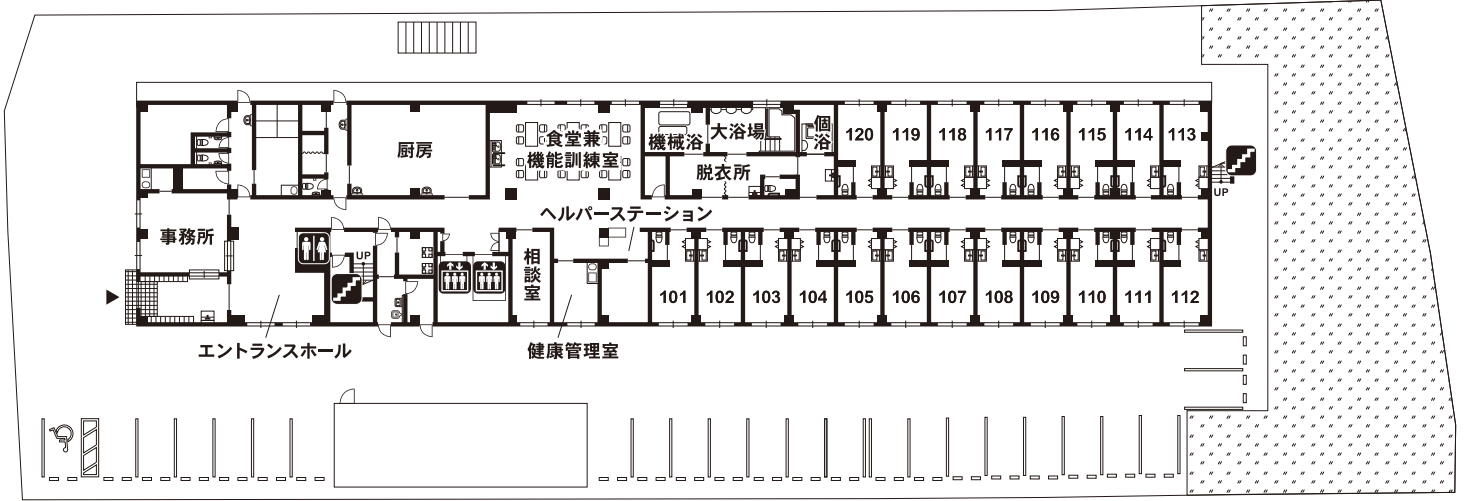 厨房
食堂兼
機能訓練室
機械浴
大浴場
個
浴
脱衣所
120
119
118
117
116
115
114
113
UP
事務所
ヘルパーステーション
UP
相
談
室
101
102
103
104
105
106
107
108
109
110
111
112
エントランスホール
健康管理室